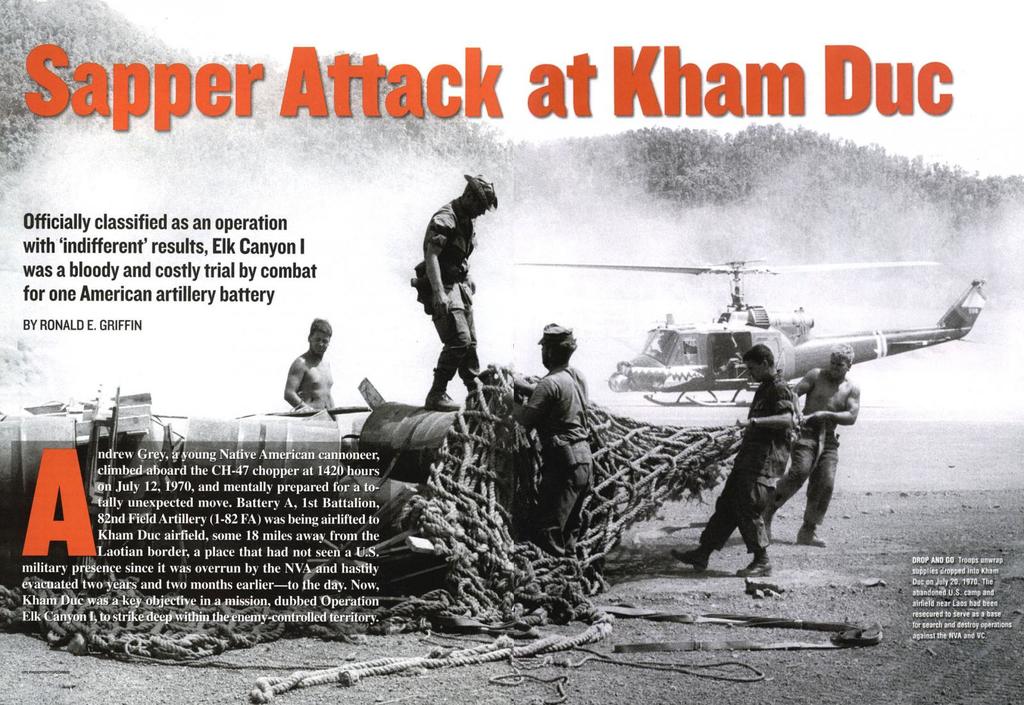 Sapper Attack at Kham Duc
Officially classified as an operation
with 'indifferent' results, Elk Canyon I
was a bloody and costly trial by combat
for one American artillery battery
BY RONALD E. GRIFFIN
Andrew Grey, a young Native American cannoneer,
climbed aboard the CH-47 chopper at 1420 hours
on July 12, 1970, and mentally prepared for a to-
tally unexpected move. Battery A, 1st Battalion,
82nd Field Artillery (1-82 FA) was being airlifted to
Kham Duc airfield, some 18 miles away from the
Laotian border, a place that had not seen a U.S.
military presence since it was overrun by the NVA and hastily
evacuated two years and two months earlier—to the day. Now,
Kham Duc was a key objective in a mission, dubbed Operation
Elk Canyon I, to strike deep within the enemy-controlled territory.
DROP AND GO Troops unwrap
supplies dropped into Kham
Duc on July 20, 1970. The
abandoned U.S. camp and
airfield near Laos had been
resecured to serve as a base
for search and destroy operations
against the NVA and VC.